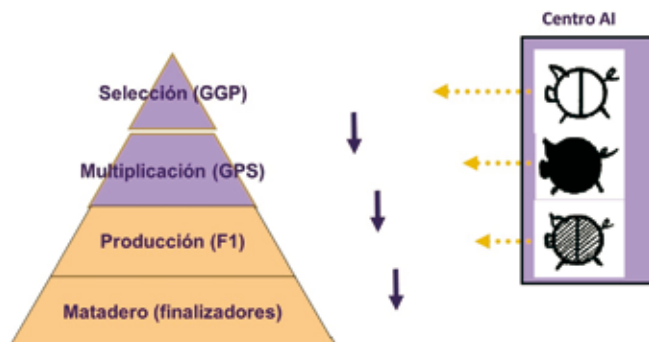 Centro AI
Selección (GGP)
Multiplicación (GPS)
Producción (F1)
Matadero (finalizadores)